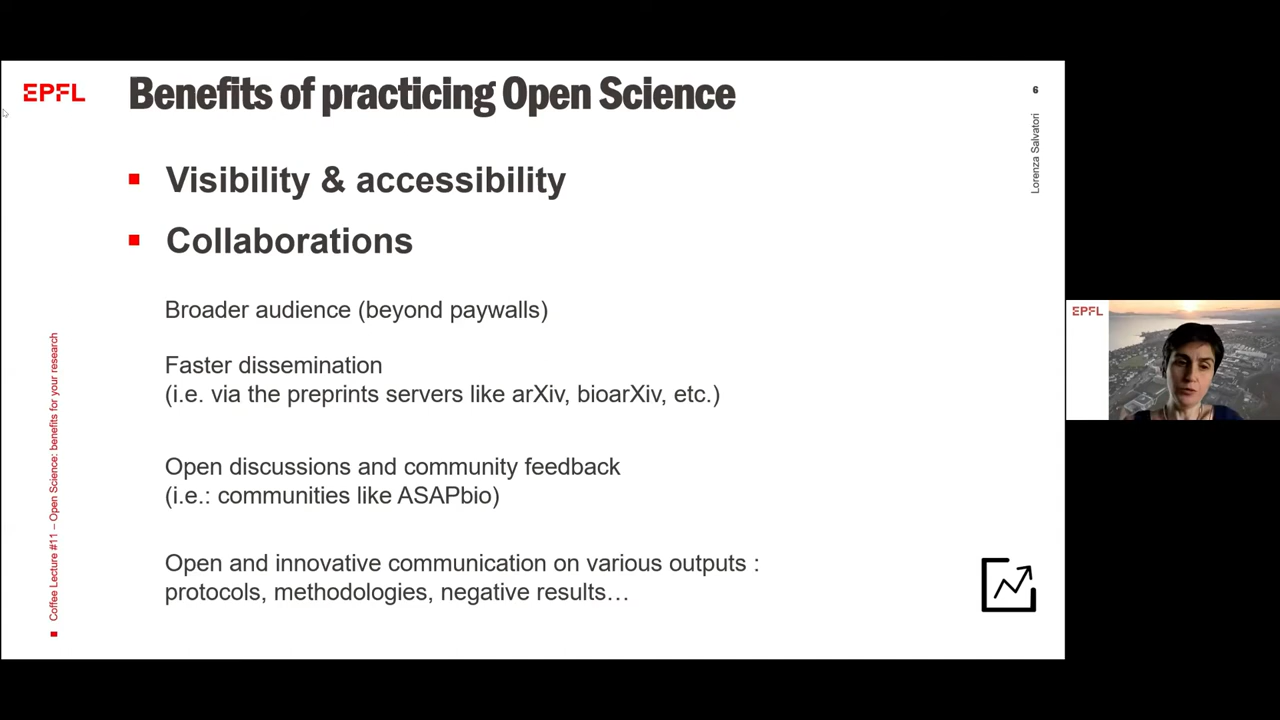 EPFL
Benefits of practicing Open Science
6
Lorenza Salvatori
Visibility & accessibility
Collaborations
Broader audience (beyond paywalls)
Faster dissemination
(i.e. via the preprints servers like arXiv, bioarXiv, etc.)
Open discussions and community feedback
(i.e.: communities like ASAPbio)
Open and innovative communication on various outputs :
protocols, methodologies, negative results…
Coffee Lecture #11 – Open Science: benefits for your research
EPFL